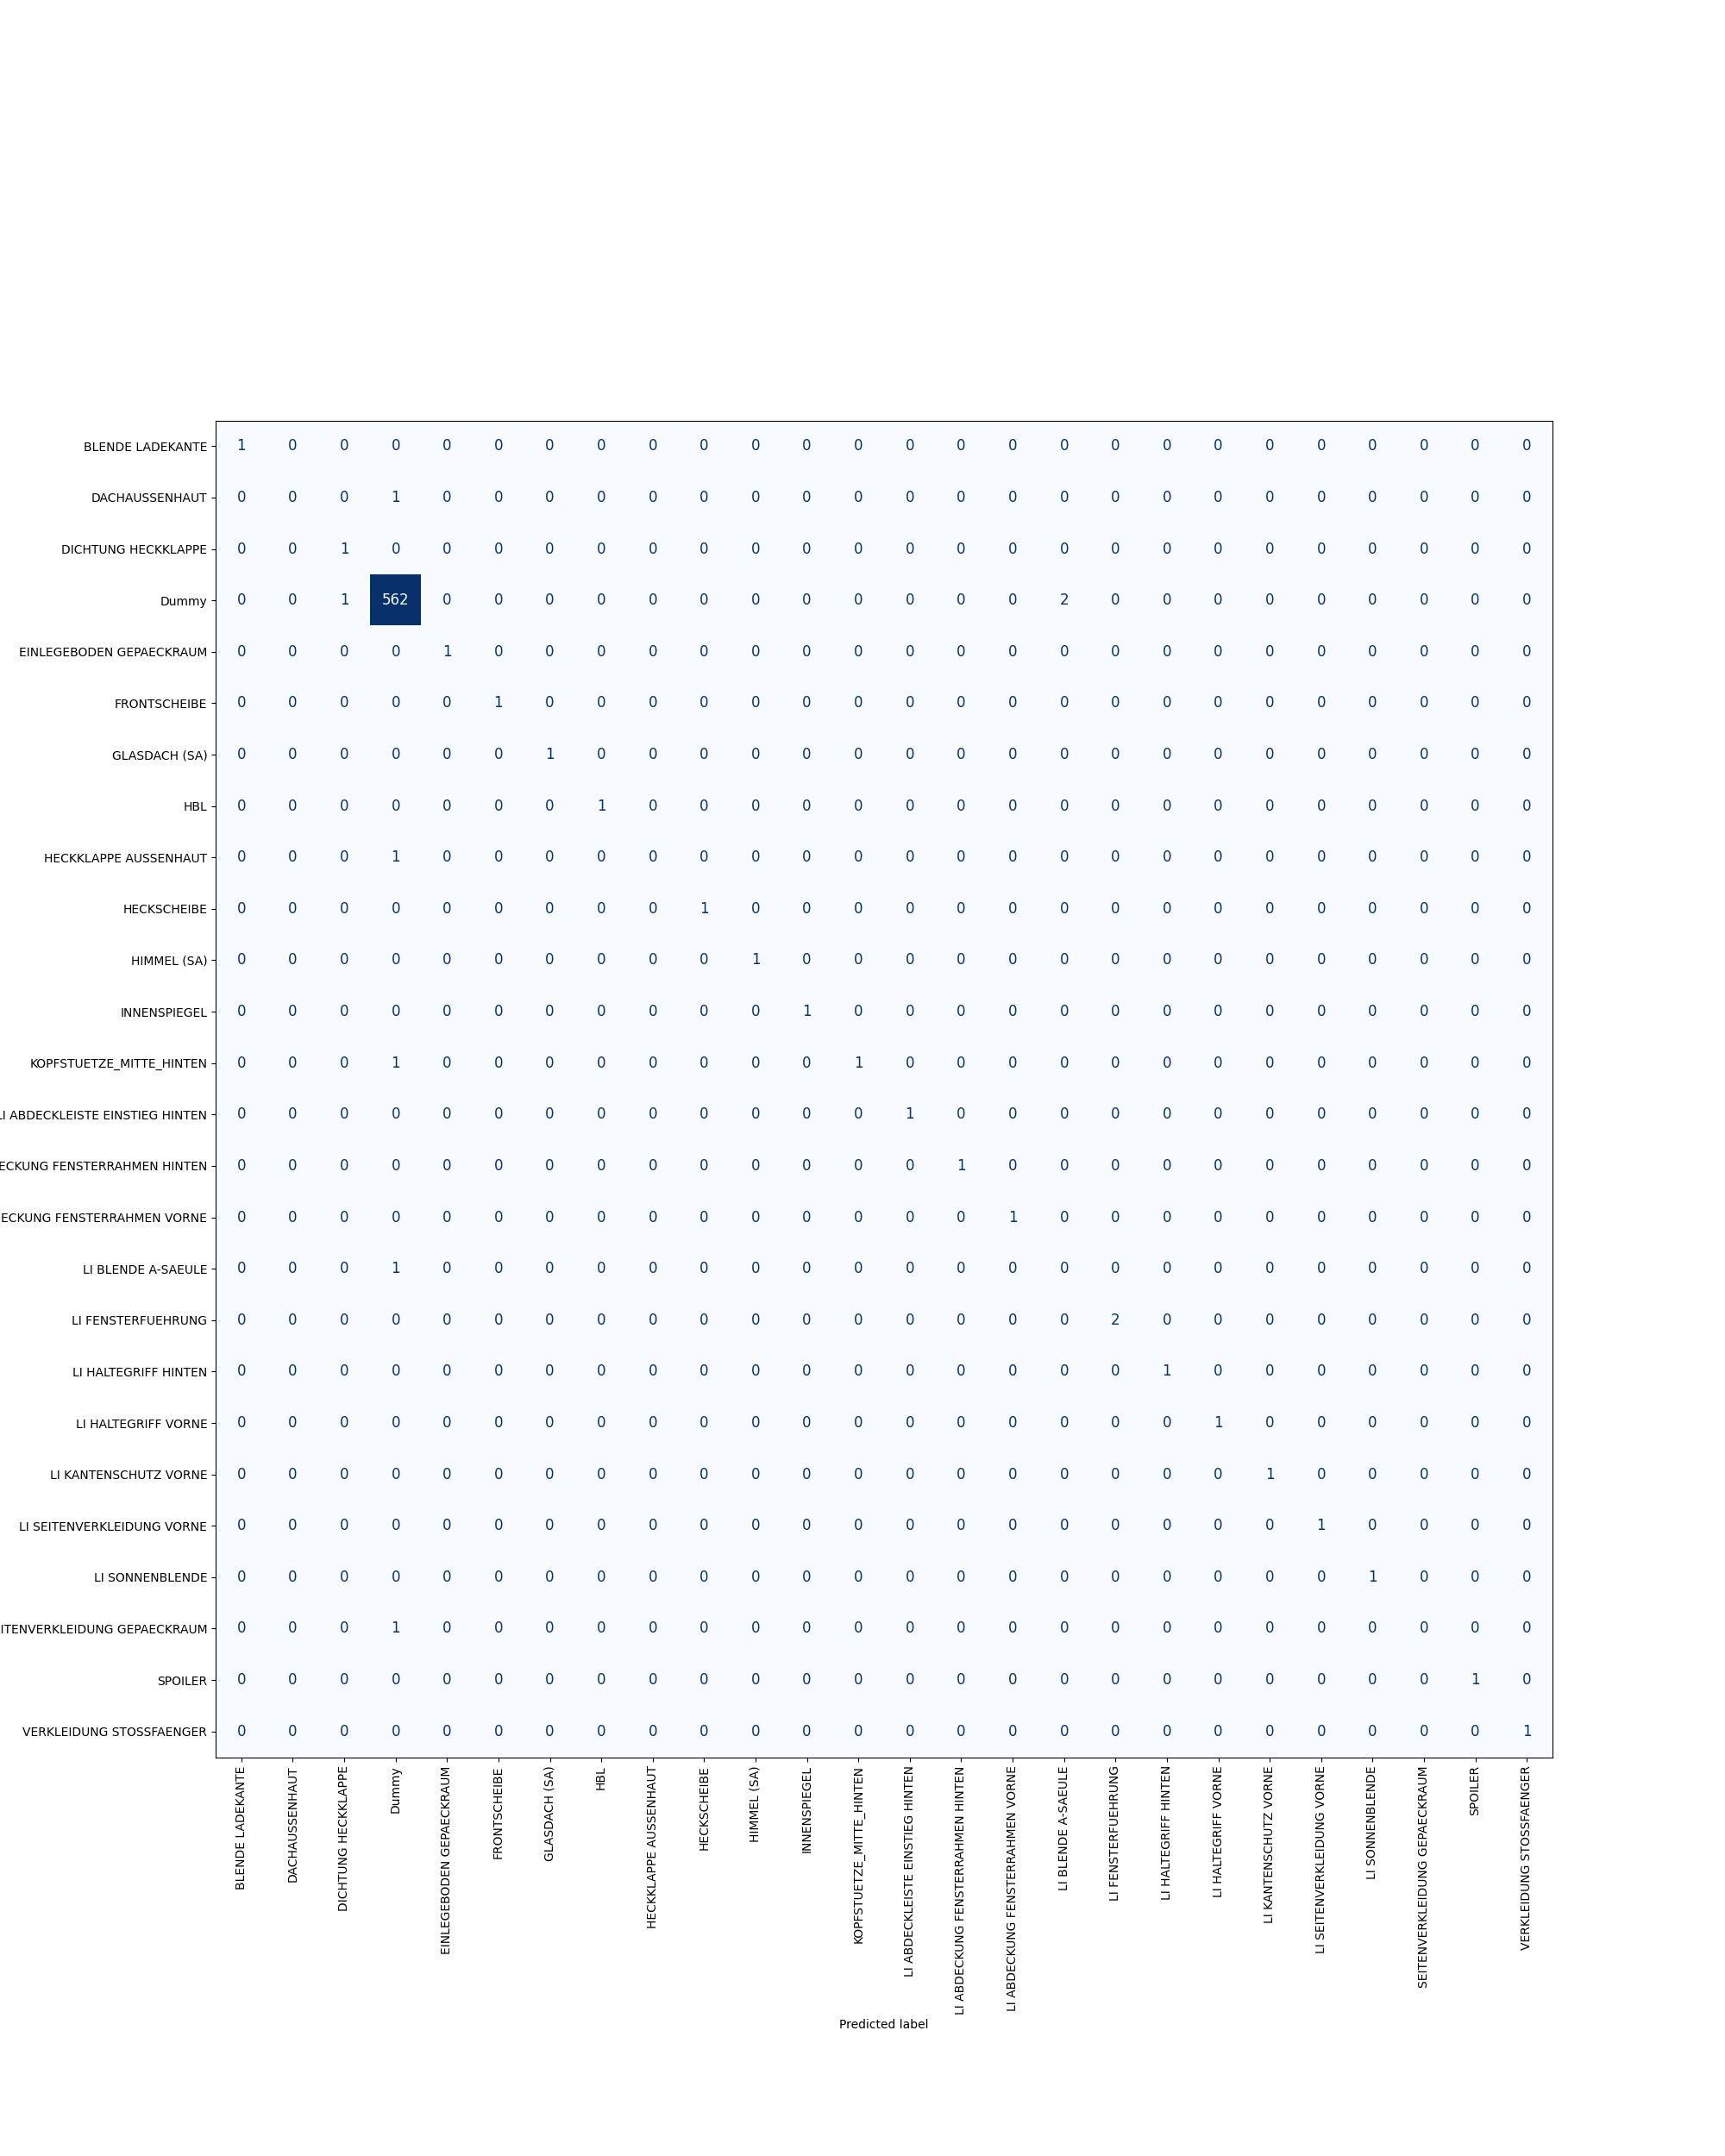 BLENDE LADEKANTE 1 0 0 0 0 0 0 0 0 0 0 0 0 0 0 0 0 0 0 0 0 0 0 0 0 0
DACHAUSSENHAUT 0 0 0 1 0 0 0 0 0 0 0 0 0 0 0 0 0 0 0 0 0 0 0 0 0 0
DICHTUNG HECKKLAPPE 0 0 1 0 0 0 0 0 0 0 0 0 0 0 0 0 0 0 0 0 0 0 0 0 0 0
Dummy 0 0 1 562 0 0 0 0 0 0 0 0 0 0 0 0 2 0 0 0 0 0 0 0 0 0
EINLEGEBODEN GEPAECKRAUM 0 0 0 0 1 0 0 0 0 0 0 0 0 0 0 0 0 0 0 0 0 0 0 0 0 0
FRONTSCHEIBE 0 0 0 0 0 1 0 0 0 0 0 0 0 0 0 0 0 0 0 0 0 0 0 0 0 0
GLASDACH (SA) 0 0 0 0 0 0 1 0 0 0 0 0 0 0 0 0 0 0 0 0 0 0 0 0 0 0
HBL 0 0 0 0 0 0 0 1 0 0 0 0 0 0 0 0 0 0 0 0 0 0 0 0 0 0
HECKKLAPPE AUSSENHAUT 0 0 0 1 0 0 0 0 0 0 0 0 0 0 0 0 0 0 0 0 0 0 0 0 0 0
HECKSCHEIBE 0 0 0 0 0 0 0 0 0 1 0 0 0 0 0 0 0 0 0 0 0 0 0 0 0 0
HIMMEL (SA) 0 0 0 0 0 0 0 0 0 0 1 0 0 0 0 0 0 0 0 0 0 0 0 0 0 0
INNENSPIEGEL 0 0 0 0 0 0 0 0 0 0 0 1 0 0 0 0 0 0 0 0 0 0 0 0 0 0
KOPFSTUETZE_MITTE_HINTEN 0 0 0 1 0 0 0 0 0 0 0 0 1 0 0 0 0 0 0 0 0 0 0 0 0 0
LI ABDECKLEISTE EINSTIEG HINTEN 0 0 0 0 0 0 0 0 0 0 0 0 0 1 0 0 0 0 0 0 0 0 0 0 0 0
ECKUNG FENSTERRAHMEN HINTEN 0 0 0 0 0 0 0 0 0 0 0 0 0 0 1 0 0 0 0 0 0 0 0 0 0 0
ECKUNG FENSTERRAHMEN VORNE 0 0 0 0 0 0 0 0 0 0 0 0 0 0 0 1 0 0 0 0 0 0 0 0 0 0
LI BLENDE A-SAEULE 0 0 0 1 0 0 0 0 0 0 0 0 0 0 0 0 0 0 0 0 0 0 0 0 0 0
LI FENSTERFUEHRUNG 0 0 0 0 0 0 0 0 0 0 0 0 0 0 0 0 0 2 0 0 0 0 0 0 0 0
LI HALTEGRIFF HINTEN 0 0 0 0 0 0 0 0 0 0 0 0 0 0 0 0 0 0 1 0 0 0 0 0 0 0
LI HALTEGRIFF VORNE 0 0 0 0 0 0 0 0 0 0 0 0 0 0 0 0 0 0 0 1 0 0 0 0 0 0
LI KANTENSCHUTZ VORNE 0 0 0 0 0 0 0 0 0 0 0 0 0 0 0 0 0 0 0 0 1 0 0 0 0 0
LI SEITENVERKLEIDUNG VORNE 0 0 0 0 0 0 0 0 0 0 0 0 0 0 0 0 0 0 0 0 0 1 0 0 0 0
LI SONNENBLENDE 0 0 0 0 0 0 0 0 0 0 0 0 0 0 0 0 0 0 0 0 0 0 1 0 0 0
ITENVERKLEIDUNG GEPAECKRAUM 0 0 0 1 0 0 0 0 0 0 0 0 0 0 0 0 0 0 0 0 0 0 0 0 0 0
SPOILER 0 0 0 0 0 0 0 0 0 0 0 0 0 0 0 0 0 0 0 0 0 0 0 0 1 0
VERKLEIDUNG STOSSFAENGER 0 0 0 0 0 0 0 0 0 0 0 0 0 0 0 0 0 0 0 0 0 0 0 0 0 1
BLENDE LADEKANTE
DACHAUSSENHAUT
DICHTUNG HECKKLAPPE
Dummy
EINLEGEBODEN GEPAECKRAUM
FRONTSCHEIBE
GLASDACH (SA)
HBL
HECKKLAPPE AUSSENHAUT
HECKSCHEIBE
HIMMEL (SA)
INNENSPIEGEL
KOPFSTUETZE_MITTE_HINTEN
LI ABDECKLEISTE EINSTIEG HINTEN
LI ABDECKUNG FENSTERRAHMEN HINTEN
LI ABDECKUNG FENSTERRAHMEN VORNE
LI BLENDE A-SAEULE
LI FENSTERFUEHRUNG
LI HALTEGRIFF HINTEN
LI HALTEGRIFF VORNE
LI KANTENSCHUTZ VORNE
LI SEITENVERKLEIDUNG VORNE
LI SONNENBLENDE
SEITENVERKLEIDUNG GEPAECKRAUM
SPOILER
VERKLEIDUNG STOSSFAENGER
Predicted label